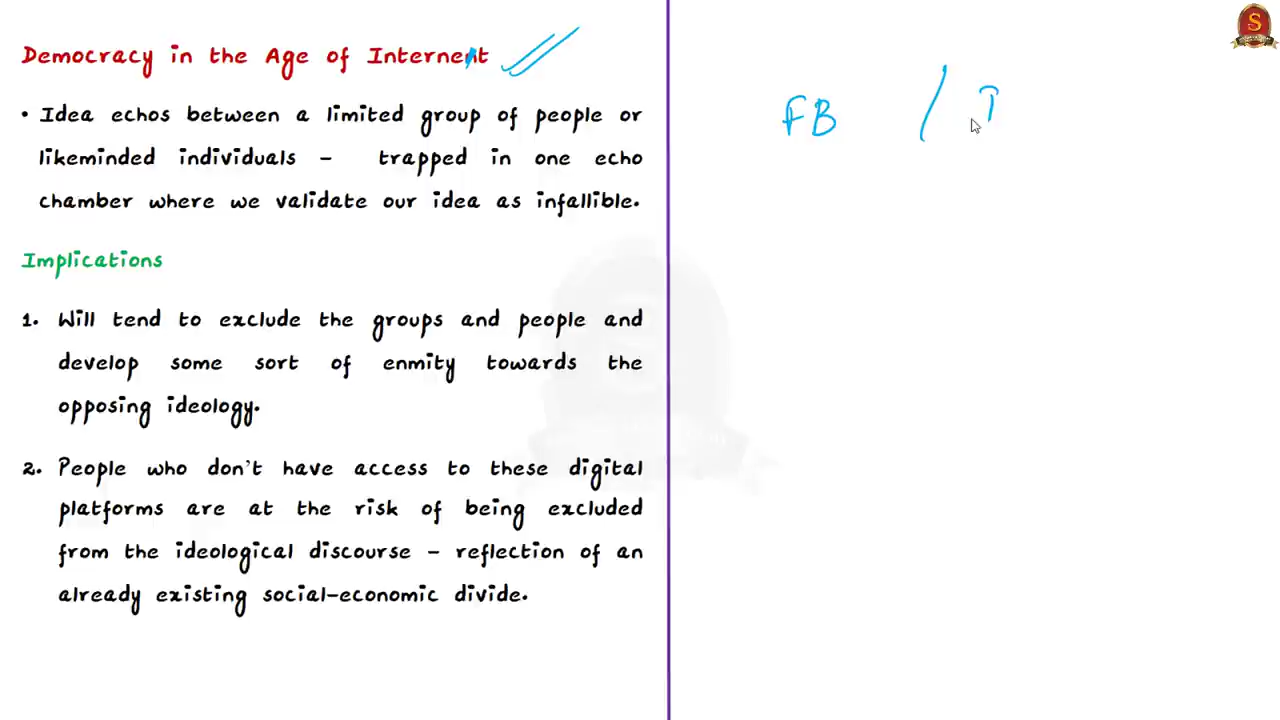 Democracy in the Age of Internent
• Idea echos between a limited group of people or
likeminded individuals – trapped in one echo
chamber where we validate our idea as infallible.
Implications
1. Will tend to exclude the groups and people and
develop some sort of enmity towards the
opposing ideology.
2. People who don't have access to these digital
platforms are at the risk of being excluded
from the ideological discourse – reflection of an
already existing social-economic divide.
FB / T
S